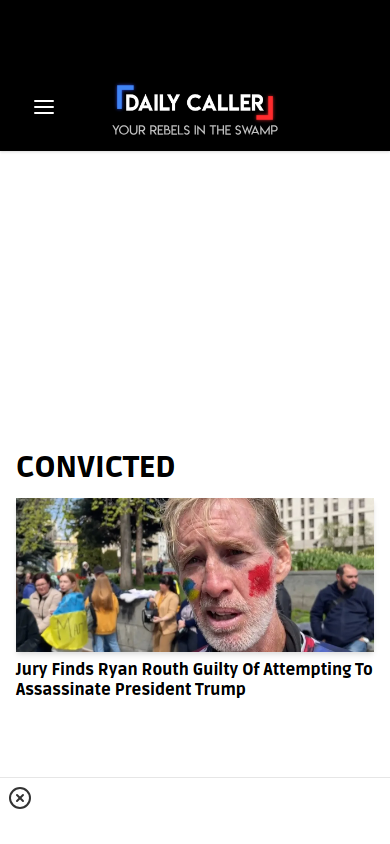 DAILY CALLER
YOUR REBELS IN THE SWAMP
CONVICTED
Jury Finds Ryan Routh Guilty Of Attempting To
Assassinate President Trump